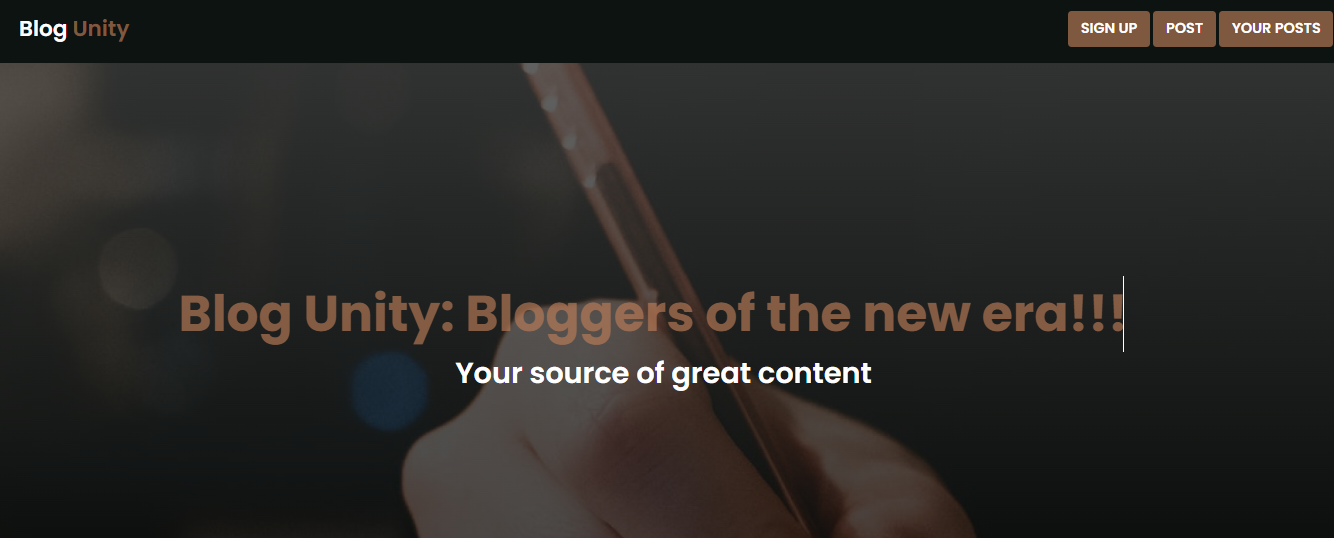 Blog Unity
SIGN UP POST YOUR POSTS
Blog Unity: Bloggers of the new era!!!
Your source of great content